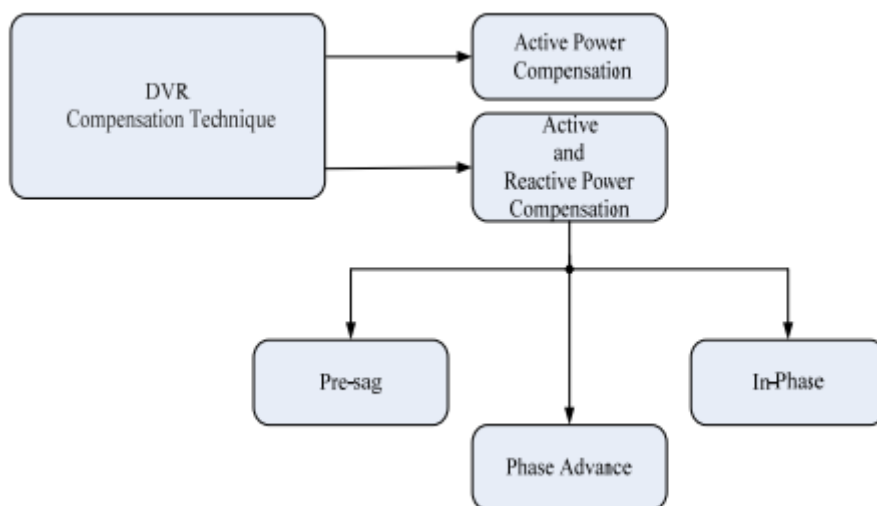 DVR
Compensation Technique
Active Power
Compensation
Active
and
Reactive Power
Compensation
Pre-sag
In-Phase
Phase Advance